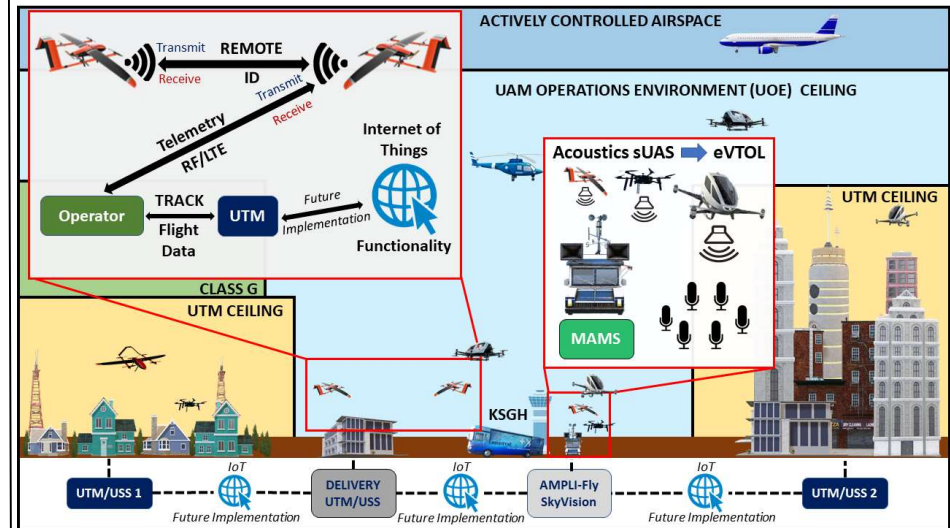 ACTIVELY CONTROLLED AIRSPACE
UAM OPERATIONS ENVIRONMENT (UOE) CEILING
Transmit
REMOTE
Receive
ID
Transmit
Receive
Telemetry
RF/LTE
Internet of
Things
Functionality
Operator
TRACK
Flight
Data
UTM
Future
Implementation
CLASS G
UTM CEILING
Acoustics sUAS
eVTOL
MAMS
UTM CEILING
KSGH
UTM/USS 1
IoT
Future Implementation
DELIVERY
UTM/USS
IoT
Future Implementation
AMPLI-Fly
SkyVision
IoT
Future Implementation
UTM/USS 2